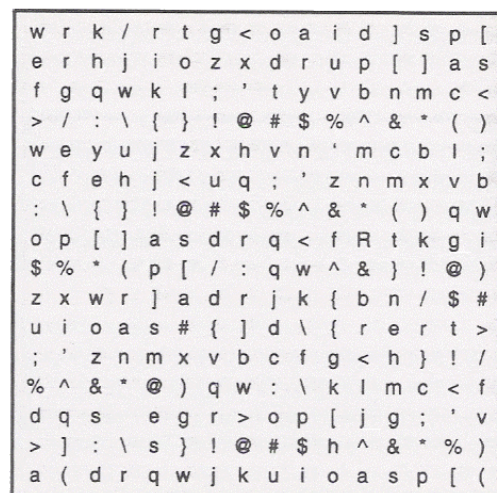 w r k / r t g < o a i d ] s p [
e r h j i o z x d r u p [ ] a s
f g q w k l ; ' t y v b n m c <
> / : \ { } ! @ # $ % ^ & * ( )
w e y u j z x h v n ' m c b l ;
c f e h j < u q ; ' z n m x v b
: \ { } ! @ # $ % ^ & * ( ) q w
o p [ ] a s d r q < f R t k g i
$ % * ( p [ / : q w ^ & } ! @ )
z x w r ] a d r j k { b n / $ #
u i o a s # { ] d \ { r e r t >
; ' z n m x v b c f g < h } ! /
% ^ & * @ ) q w : \ k l m c < f
d q s e g r > o p [ j g ; ' v
> ] : \ s } ! @ # $ h ^ & * % )
a ( d r q w j k u i o a s p [ (